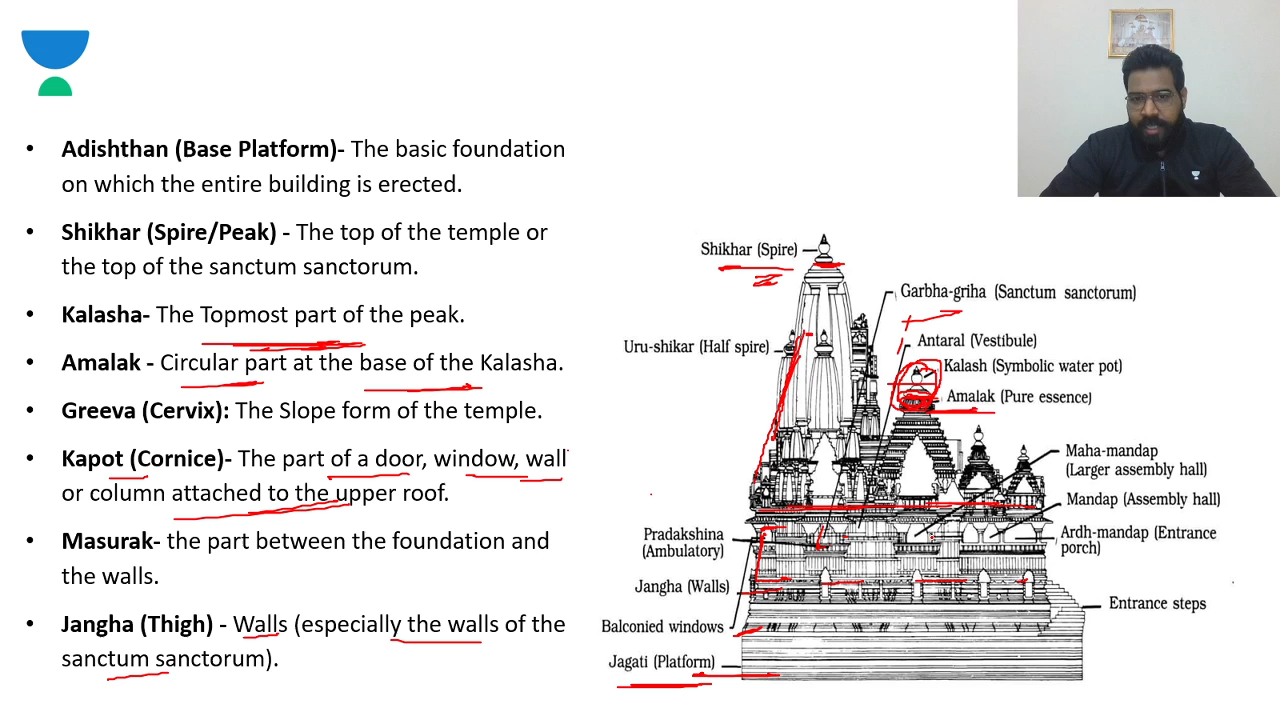 • Adishthan (Base Platform)- The basic foundation
on which the entire building is erected.
• Shikhar (Spire/Peak) - The top of the temple or
the top of the sanctum sanctorum.
• Kalasha- The Topmost part of the peak.
• Amalak - Circular part at the base of the Kalasha.
• Greeva (Cervix): The Slope form of the temple.
• Kapot (Cornice)- The part of a door, window, wall
or column attached to the upper roof.
• Masurak- the part between the foundation and
the walls.
• Jangha (Thigh) - Walls (especially the walls of the
sanctum sanctorum).
Shikhar (Spire)
Garbha-griha (Sanctum sanctorum)
Uru-shikar (Half spire)
Antaral (Vestibule)
Kalash (Symbolic water pot)
Amalak (Pure essence)
Maha-mandap
(Larger assembly hall)
Mandap (Assembly hall)
Pradakshina
(Ambulatory)
Ardh-mandap (Entrance
porch)
Jangha (Walls)
Entrance steps
Balconied windows
Jagati (Platform)